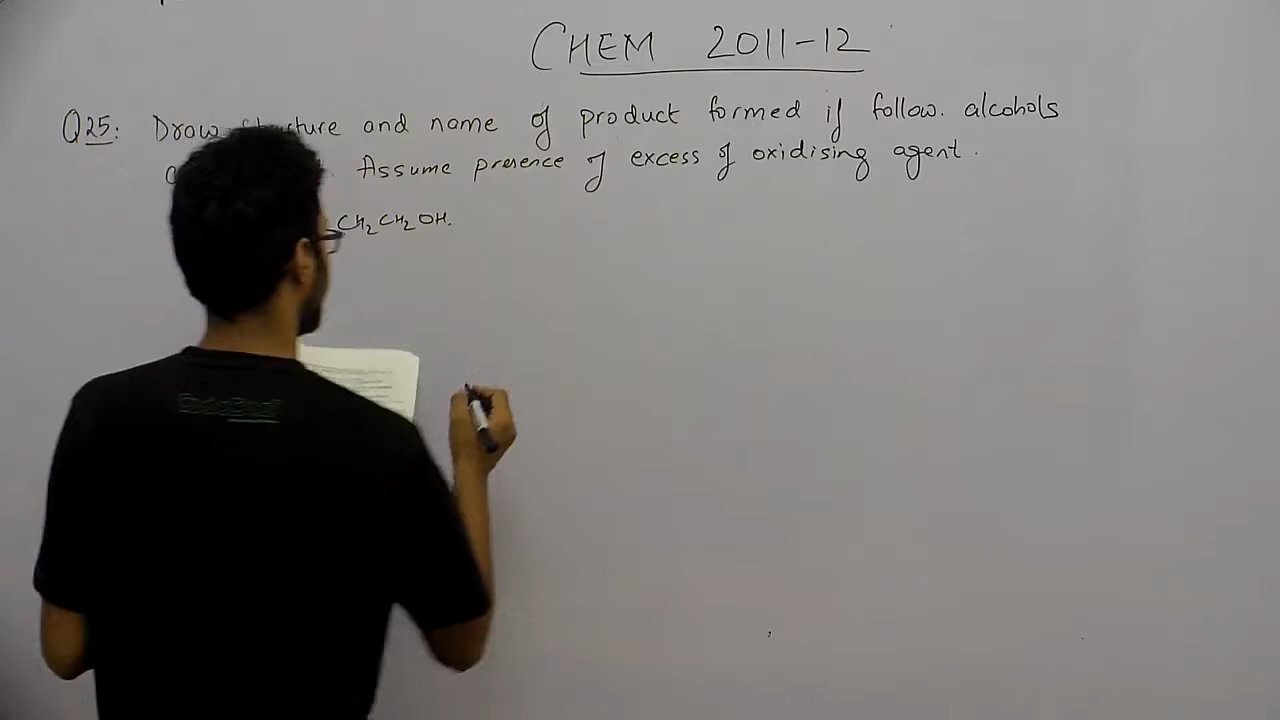 CHEM 2011-12
Q25: Draw structure and name of product formed if follow. alcohols
Assume presence of excess of oxidising agent.
CH2CH2OH.